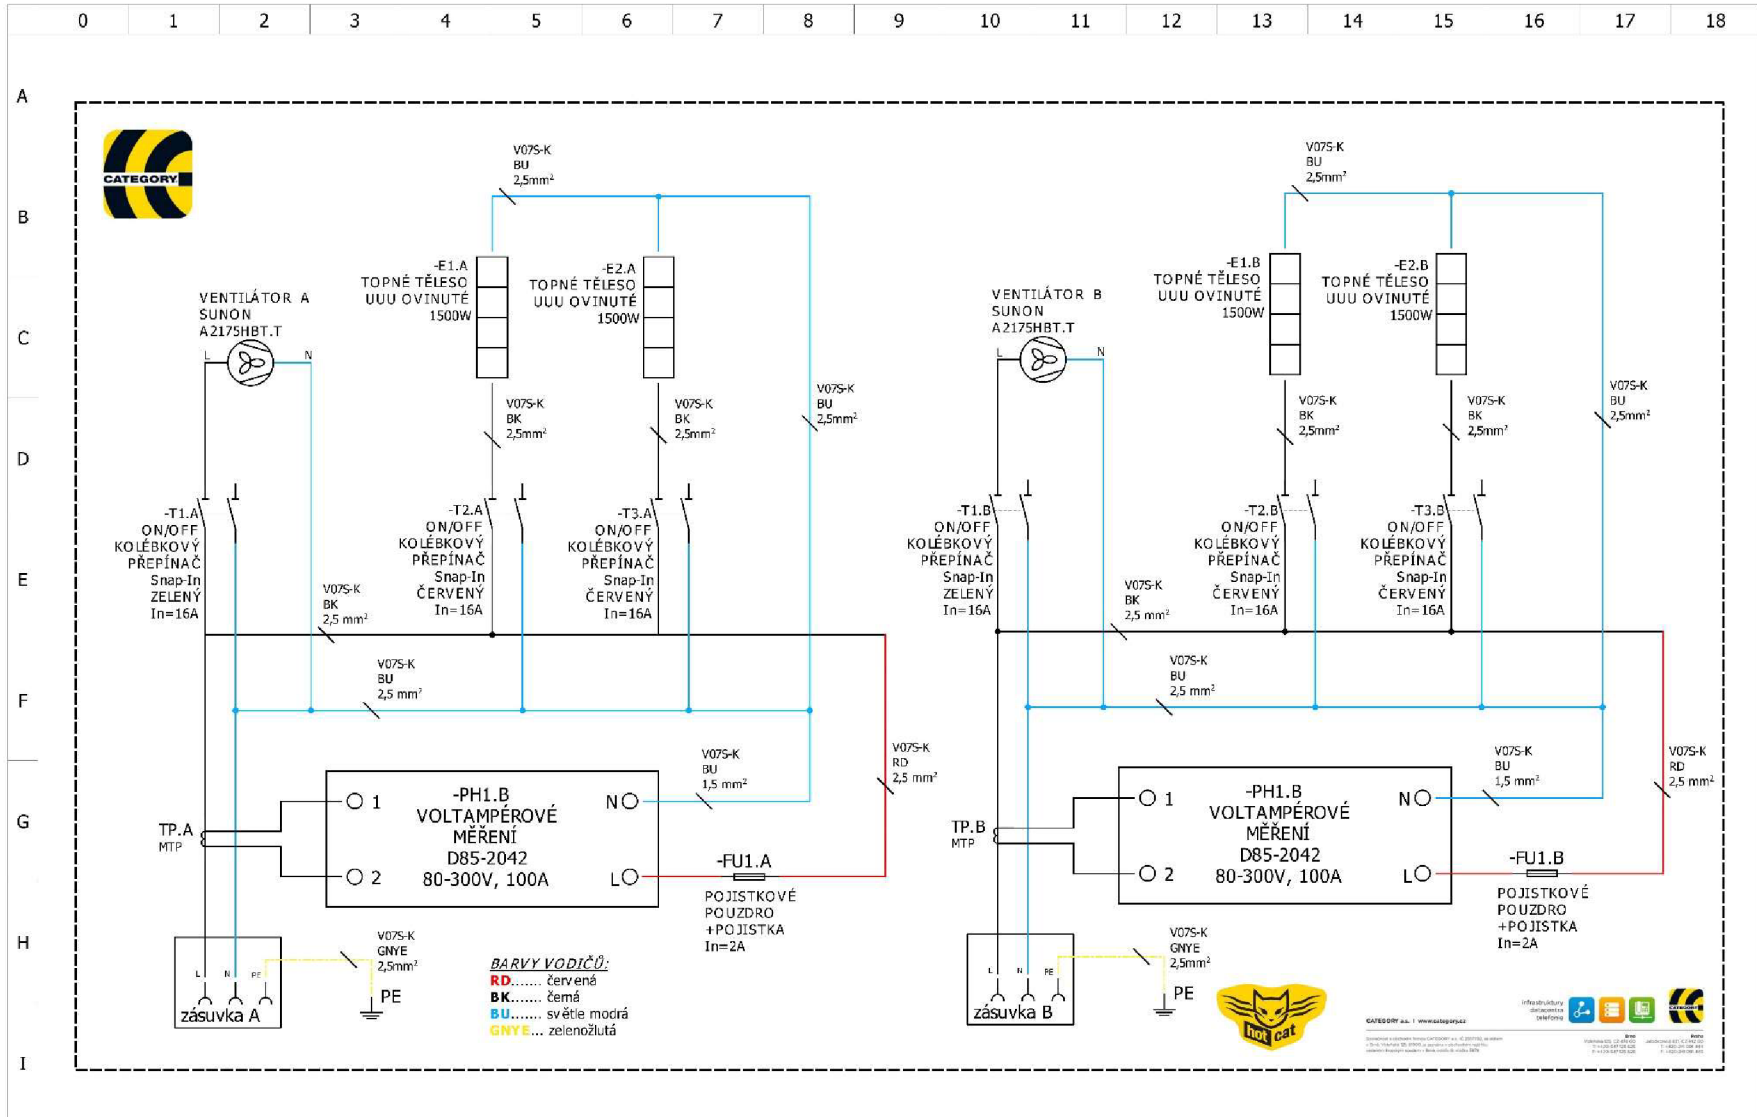 0 1 2 3 4 5 6 7 8 9 10 11 12 13 14 15 16 17 18
A
B
C
D
E
F
G
H
I
CATEGORY
V07S-K
BU
2,5mm²
-E1.A
TOPNÉ TĚLESO
UUU OVINUTÉ
1500W
-E2.A
TOPNÉ TĚLESO
UUU OVINUTÉ
1500W
VENTILÁTOR A
SUNON
A2175HBT.T
L
N
V07S-K
BK
2,5mm²
V07S-K
BK
2,5mm²
V07S-K
BU
2,5mm²
-T1.A
ON/OFF
KOLÉBKOVÝ
PŘEPÍNAČ
Snap-In
ZELENÝ
In=16A
-T2.A
ON/OFF
KOLÉBKOVÝ
PŘEPÍNAČ
Snap-In
ČERVENÝ
In=16A
-T3.A
ON/OFF
KOLÉBKOVÝ
PŘEPÍNAČ
Snap-In
ČERVENÝ
In=16A
V07S-K
BK
2,5 mm²
V07S-K
BU
2,5 mm²
V07S-K
BU
1,5 mm²
V07S-K
RD
2,5 mm²
TP.A
MTP
1
2
-PH1.B
VOLTAMPÉROVÉ
MĚŘENÍ
D85-2042
80-300V, 100A
N
L
-FU1.A
POJISTKOVÉ
POUZDRO
+POJISTKA
In=2A
V07S-K
GNYE
2,5mm²
L N PE
PE
zásuvka A
BARVY VODIČŮ:
RD....... červená
BK....... černá
BU....... světle modrá
GNYE... zelenožlutá
V07S-K
BU
2,5mm²
-E1.B
TOPNÉ TĚLESO
UUU OVINUTÉ
1500W
-E2.B
TOPNÉ TĚLESO
UUU OVINUTÉ
1500W
VENTILÁTOR B
SUNON
A2175HBT.T
L
N
V07S-K
BK
2,5mm²
V07S-K
BK
2,5mm²
V07S-K
BU
2,5mm²
-T1.B
ON/OFF
KOLÉBKOVÝ
PŘEPÍNAČ
Snap-In
ZELENÝ
In=16A
-T2.B
ON/OFF
KOLÉBKOVÝ
PŘEPÍNAČ
Snap-In
ČERVENÝ
In=16A
-T3.B
ON/OFF
KOLÉBKOVÝ
PŘEPÍNAČ
Snap-In
ČERVENÝ
In=16A
V07S-K
BK
2,5 mm²
V07S-K
BU
2,5 mm²
V07S-K
BU
1,5 mm²
V07S-K
RD
2,5 mm²
TP.B
MTP
1
2
-PH1.B
VOLTAMPÉROVÉ
MĚŘENÍ
D85-2042
80-300V, 100A
N
L
-FU1.B
POJISTKOVÉ
POUZDRO
+POJISTKA
In=2A
V07S-K
GNYE
2,5mm²
L N PE
PE
zásuvka B
hot cat
infrastruktury
datacentra
telefonie
CATEGORY
CATEGORY a.s. | www.category.cz
Brno